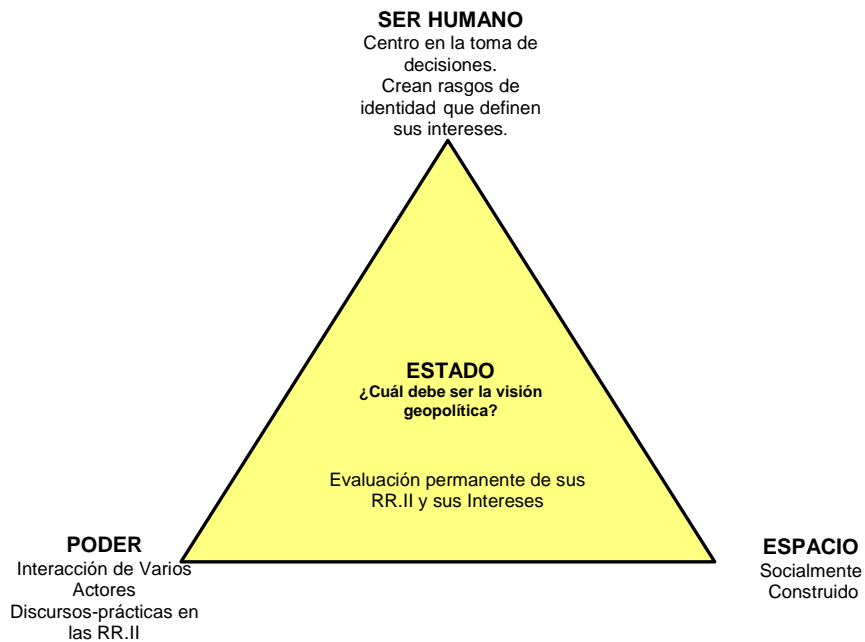 SER HUMANO
Centro en la toma de
decisiones.
Crean rasgos de
identidad que definen
sus intereses.
ESTADO
¿Cuál debe ser la visión
geopolítica?
Evaluación permanente de sus
RR.II y sus Intereses
PODER
Interacción de Varios
Actores
Discursos-prácticas en
las RR.II
ESPACIO
Socialmente
Construido